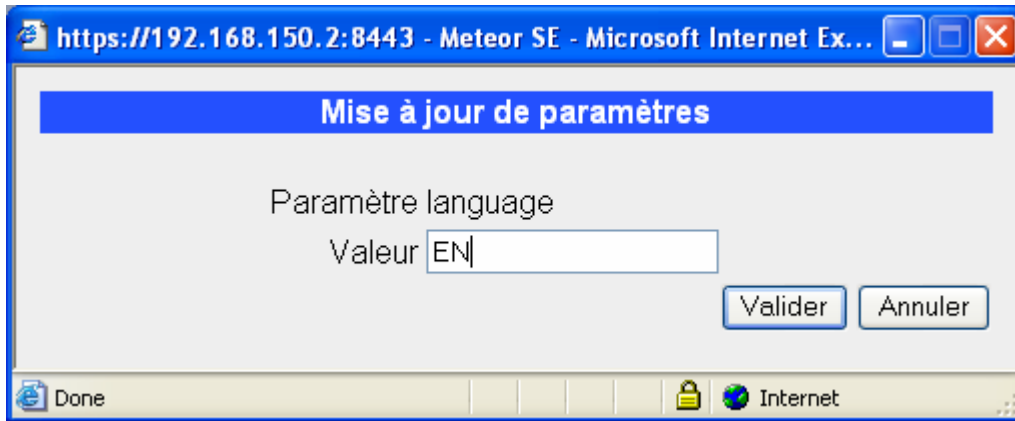 https://192.168.150.2:8443 - Meteor SE - Microsoft Internet Ex...
Mise à jour de paramètres
Paramètre language
Valeur EN
Valider Annuler
Done Internet